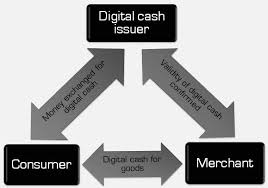 Digital cash
issuer
Money exchanged for
digital cash
Validity of digital cash
confirmed
Consumer
Digital cash for
goods
Merchant